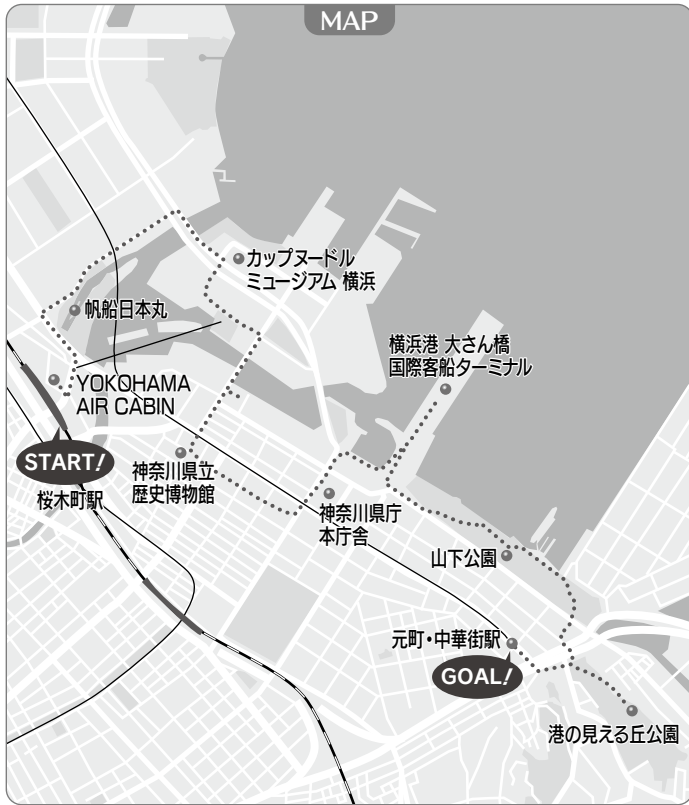 MAP
カップヌードル
ミュージアム 横浜
帆船日本丸
横浜港 大さん橋
国際客船ターミナル
YOKOHAMA
AIR CABIN
START!
桜木町駅
神奈川県立
歴史博物館
神奈川県庁
本庁舎
山下公園
元町・中華街駅
GOAL!
港の見える丘公園